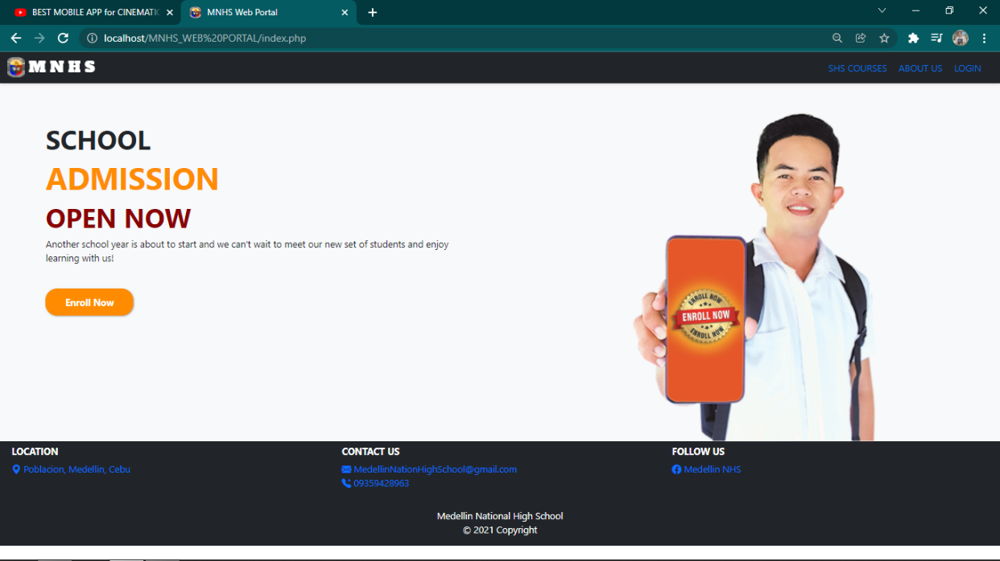 BEST MOBILE APP for CINEMATIC
MNHS Web Portal
localhost/MNHS_WEB%20PORTAL/index.php
MNHS
SHS COURSES
ABOUT US
LOGIN
SCHOOL
ADMISSION
OPEN NOW
Another school year is about to start and we can't wait to meet our new set of students and enjoy
learning with us!
Enroll Now
ENROLL NOW
ENROLL NOW
ENROLL NOW
LOCATION
Poblacion, Medellin, Cebu
CONTACT US
MedellinNationHighSchool@gmail.com
09359428963
FOLLOW US
Medellin NHS
Medellin National High School
© 2021 Copyright